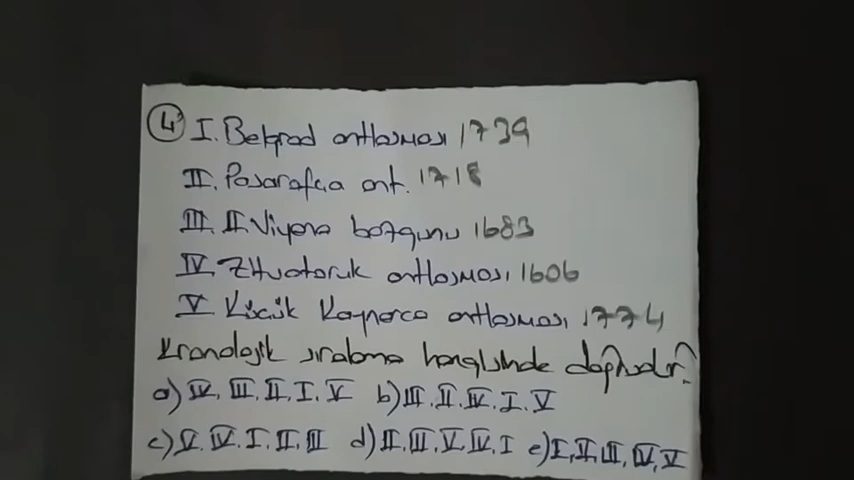 4 I. Belgrad antlaşması 1739
II. Pasarofça ant. 1718
III. II. Viyana bozgunu 1683
IV Zitvatoruk antlaşması 1606
V Küçük Kaynarca antlaşması 1774
Kronolojik sıralama hangisinde doğrudur?
a) IV. III. II. I. V b) III. II. IV. I. V
c) V. IV. I. II. III d) II. III. V. IV. I e) I, II, III, IV, V